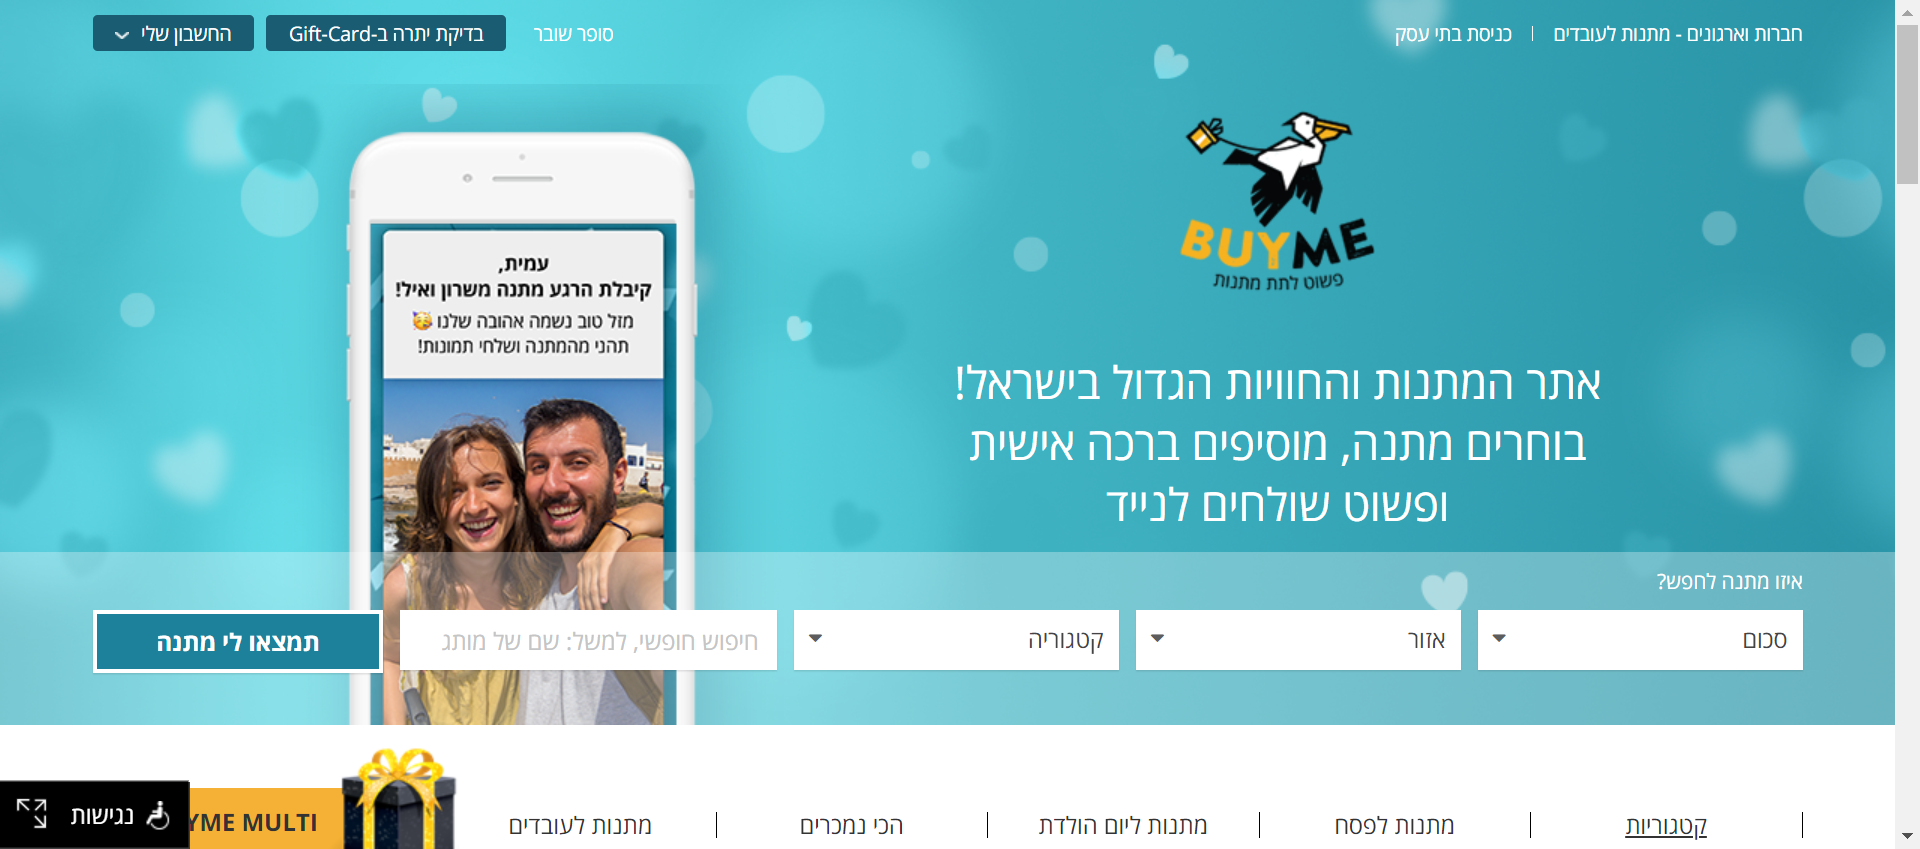 חברות וארגונים - מתנות לעובדים
כניסת בתי עסק
סופר שובר
בדיקת יתרה ב-Gift-Card
החשבון שלי
BUYME
פשוט לתת מתנות
עמית,
קיבלת הרגע מתנה משרון ואיל!
מזל טוב נשמה אהובה שלנו 🥳
תהני מהמתנה ושלחי תמונות!
אתר המתנות והחוויות הגדול בישראל!
בוחרים מתנה, מוסיפים ברכה אישית
ופשוט שולחים לנייד
איזו מתנה לחפש?
סכום
אזור
קטגוריה
חיפוש חופשי, למשל: שם של מותג
תמצאו לי מתנה
קטגוריות
מתנות לפסח
מתנות ליום הולדת
הכי נמכרים
מתנות לעובדים
YME MULTI
נגישות